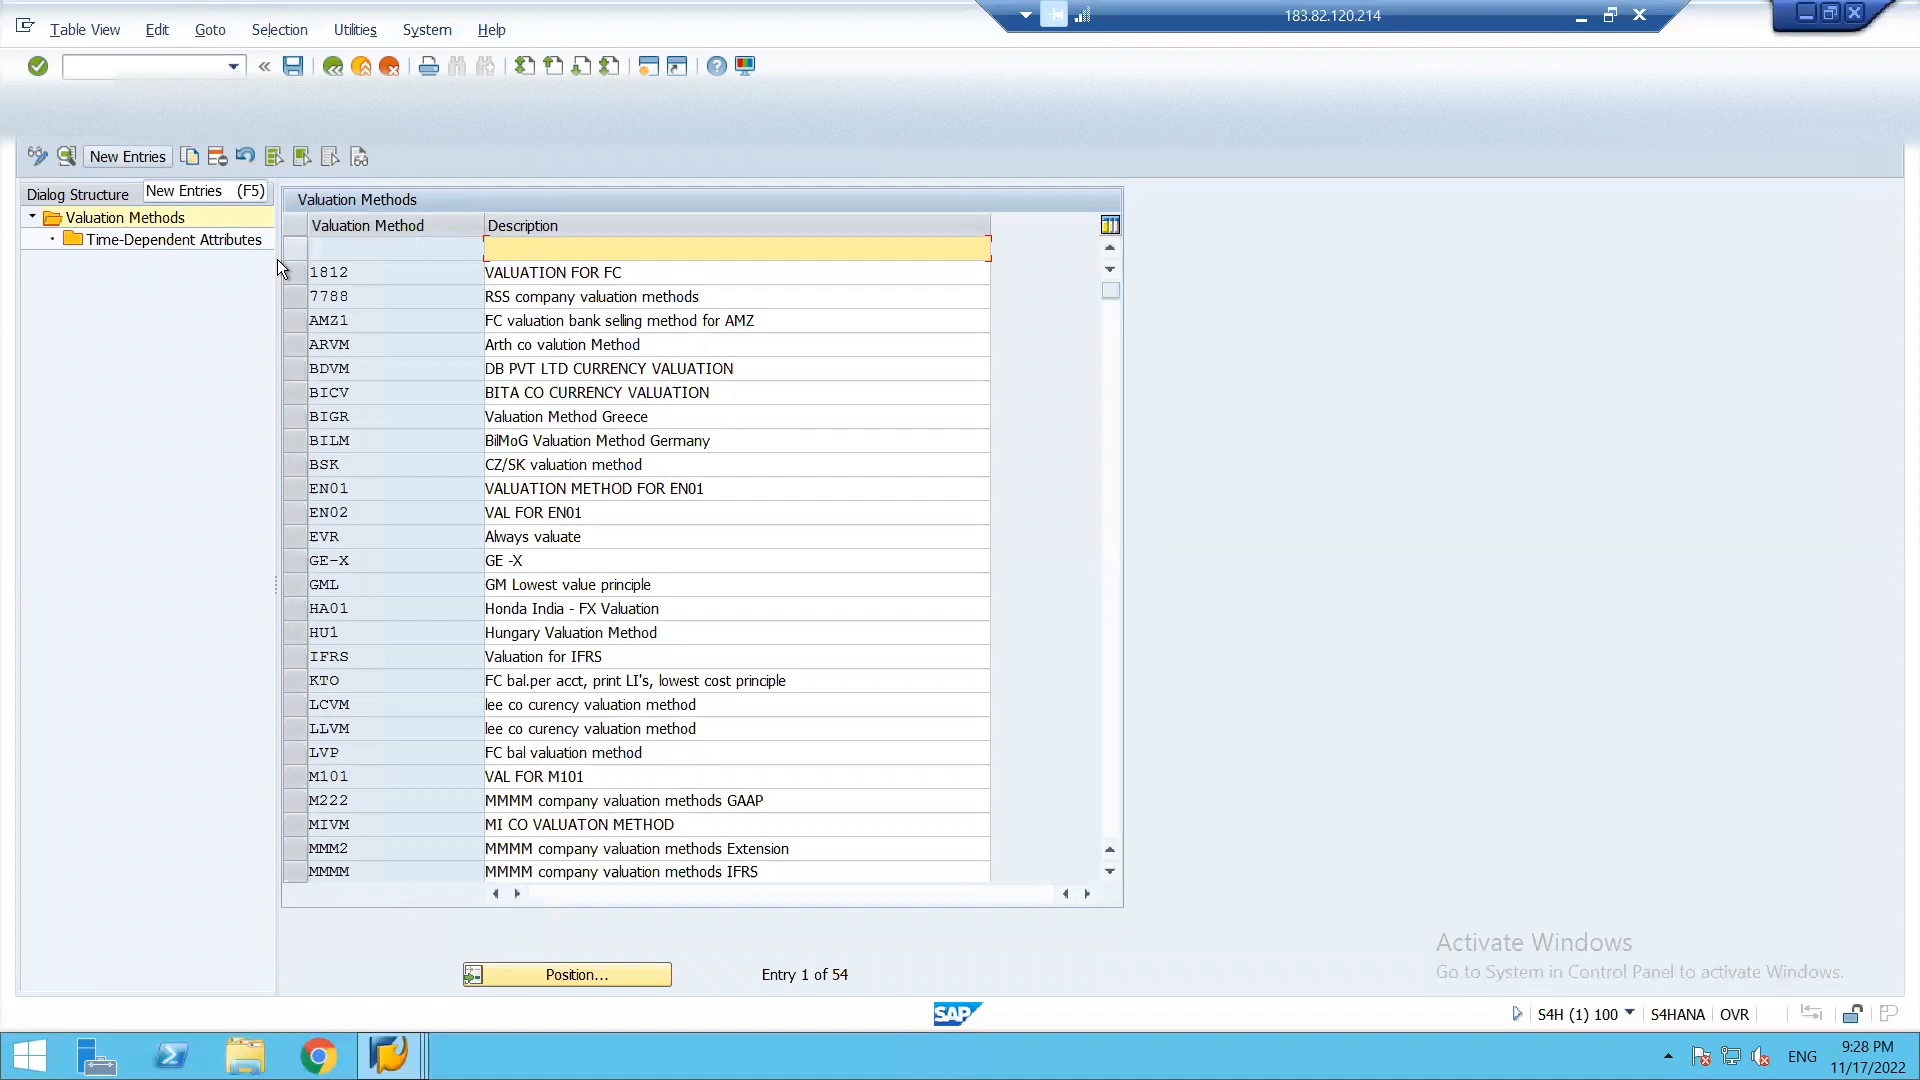 183.82.120.214
Table View Edit Goto Selection Utilities System Help
New Entries
Dialog Structure
New Entries (F5)
Valuation Methods
Time-Dependent Attributes
Valuation Methods
Valuation Method Description
1812 VALUATION FOR FC
7788 RSS company valuation methods
AMZ1 FC valuation bank selling method for AMZ
ARVM Arth co valution Method
BDVM DB PVT LTD CURRENCY VALUATION
BICV BITA CO CURRENCY VALUATION
BIGR Valuation Method Greece
BILM BilMoG Valuation Method Germany
BSK CZ/SK valuation method
EN01 VALUATION METHOD FOR EN01
EN02 VAL FOR EN01
EVR Always valuate
GE-X GE -X
GML GM Lowest value principle
HA01 Honda India - FX Valuation
HU1 Hungary Valuation Method
IFRS Valuation for IFRS
KTO FC bal.per acct, print LI's, lowest cost principle
LCVM lee co curency valuation method
LLVM lee co curency valuation method
LVP FC bal valuation method
M101 VAL FOR M101
M222 MMMM company valuation methods GAAP
MIVM MI CO VALUATON METHOD
MMM2 MMMM company valuation methods Extension
MMMM MMMM company valuation methods IFRS
Position... Entry 1 of 54
Activate Windows
Go to System in Control Panel to activate Windows.
SAP
S4H (1) 100 S4HANA OVR
ENG
9:28 PM
11/17/2022